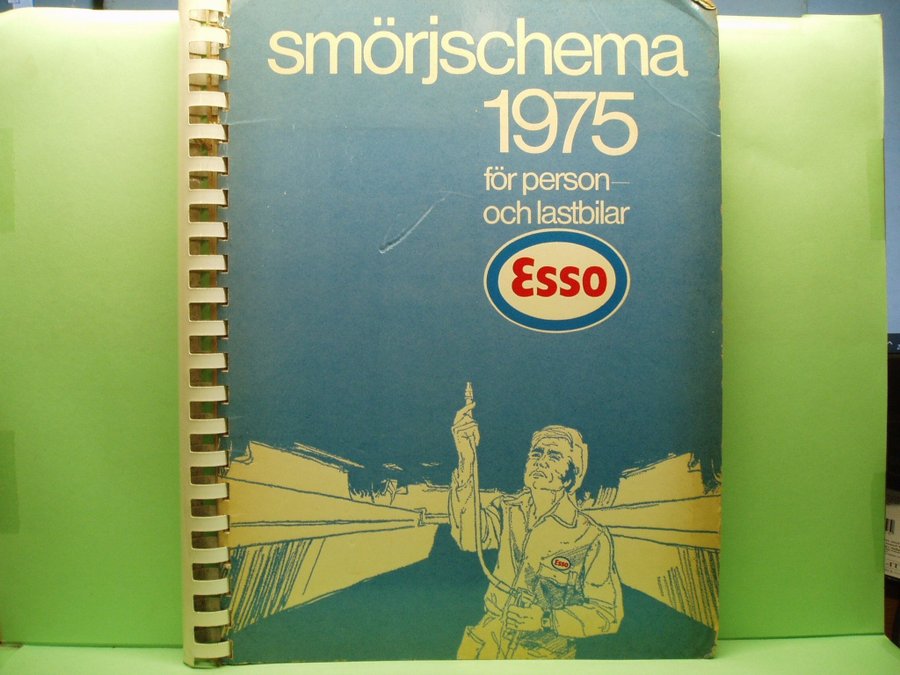 smörjschema
1975
för person—
och lastbilar
Esso
Esso